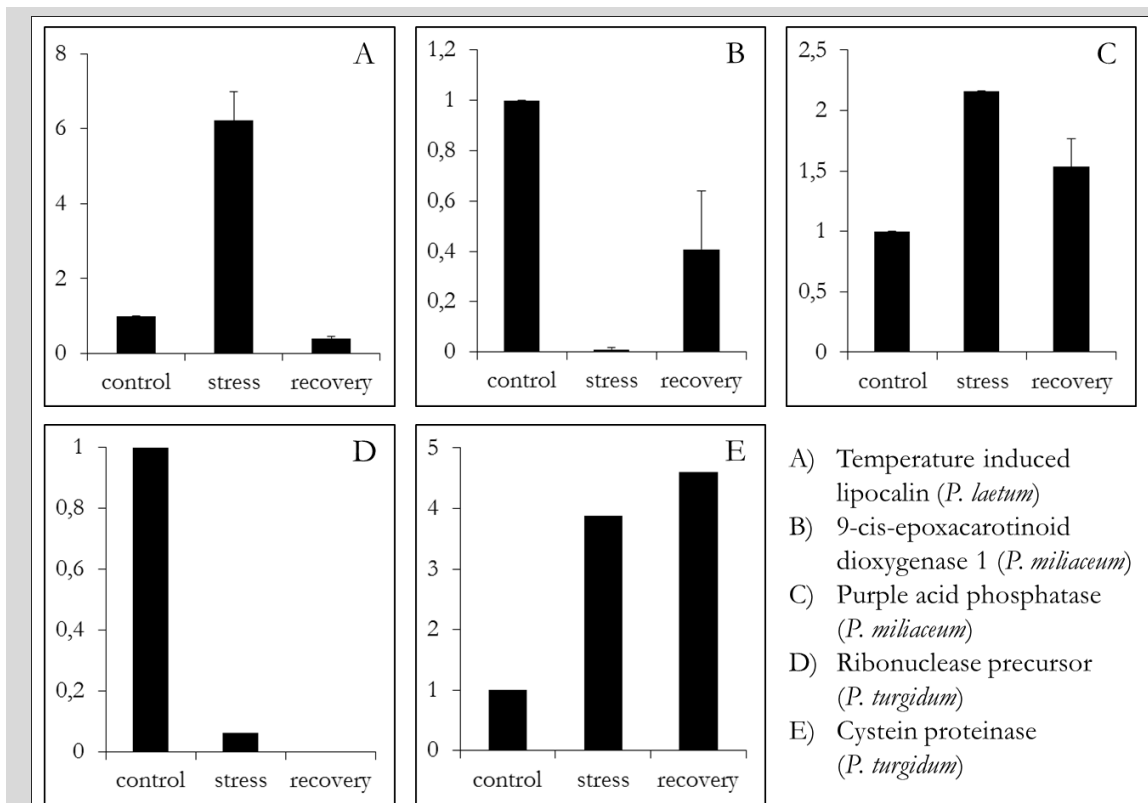 A
8
6
4
2
0
control stress recovery
B
1,2
1
0,8
0,6
0,4
0,2
0
control stress recovery
C
2,5
2
1,5
1
0,5
0
control stress recovery
D
1
0,8
0,6
0,4
0,2
0
control stress recovery
E
5
4
3
2
1
0
control stress recovery
A) Temperature induced
lipocalin (P. laetum)
B) 9-cis-epoxacarotinoid
dioxygenase 1 (P. miliaceum)
C) Purple acid phosphatase
(P. miliaceum)
D) Ribonuclease precursor
(P. turgidum)
E) Cystein proteinase
(P. turgidum)